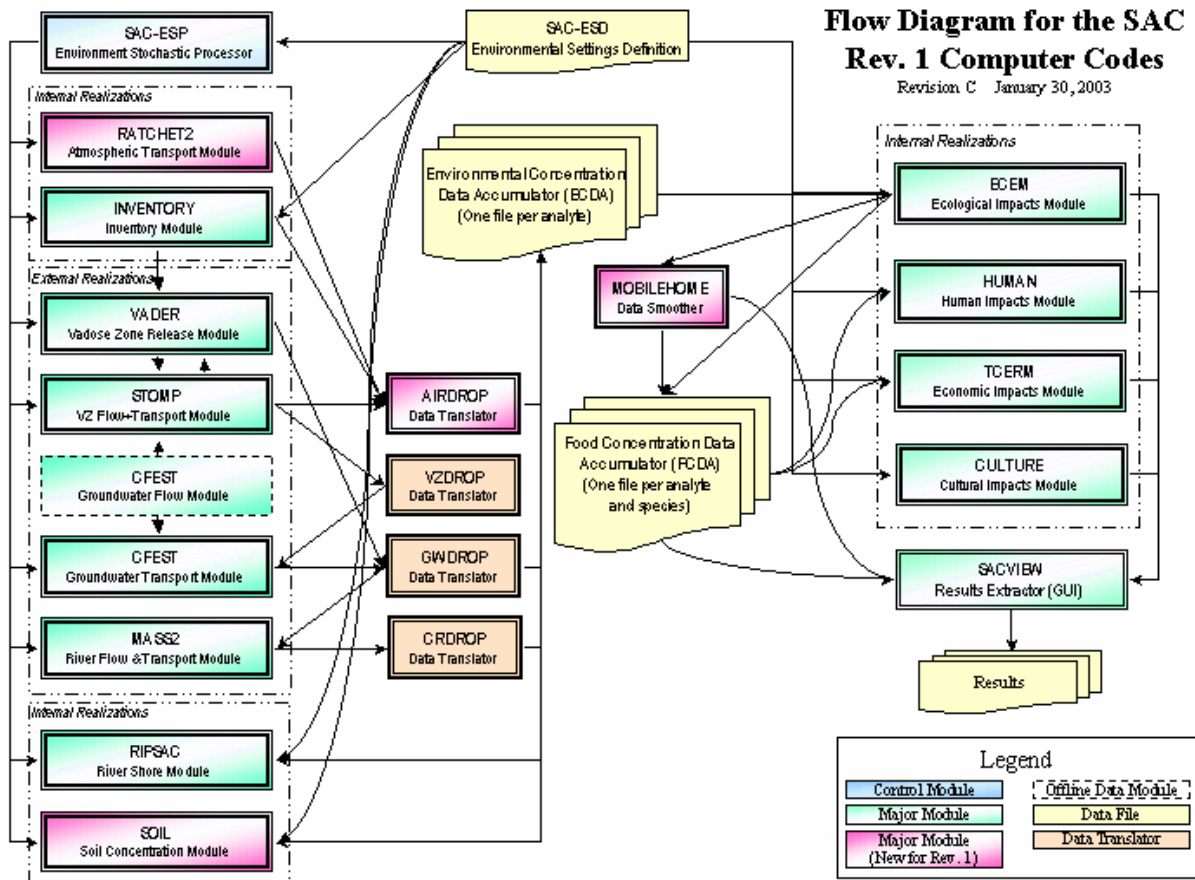 Flow Diagram for the SAC
Rev. 1 Computer Codes
Revision C January 30, 2003
SAC-ESP
Environment Stochastic Processor
SAC-ESD
Environmental Settings Definition
Internal Realizations
RATCHET2
Atmospheric Transport Module
INVENTORY
Inventory Module
External Realizations
VADER
Vadose Zone Release Module
STOMP
VZ Flow+Transport Module
CFEST
Groundwater Flow Module
CFEST
Groundwater Transport Module
MASS2
River Flow & Transport Module
Internal Realizations
RIPSAC
River Shore Module
SOIL
Soil Concentration Module
Environmental Concentration
Data Accumulator (ECDA)
(One file per analyte)
AIRDROP
Data Translator
VZDROP
Data Translator
GWDROP
Data Translator
CRDROP
Data Translator
MOBILEHOME
Data Smoother
Food Concentration Data
Accumulator (FCDA)
(One file per analyte
and species)
Internal Realizations
ECEM
Ecological Impacts Module
HUMAN
Human Impacts Module
TCERM
Economic Impacts Module
CULTURE
Cultural Impacts Module
SACVIEW
Results Extractor (GUI)
Results
Legend
Control Module
Major Module
Major Module
(New for Rev. 1)
Offline Data Module
Data File
Data Translator